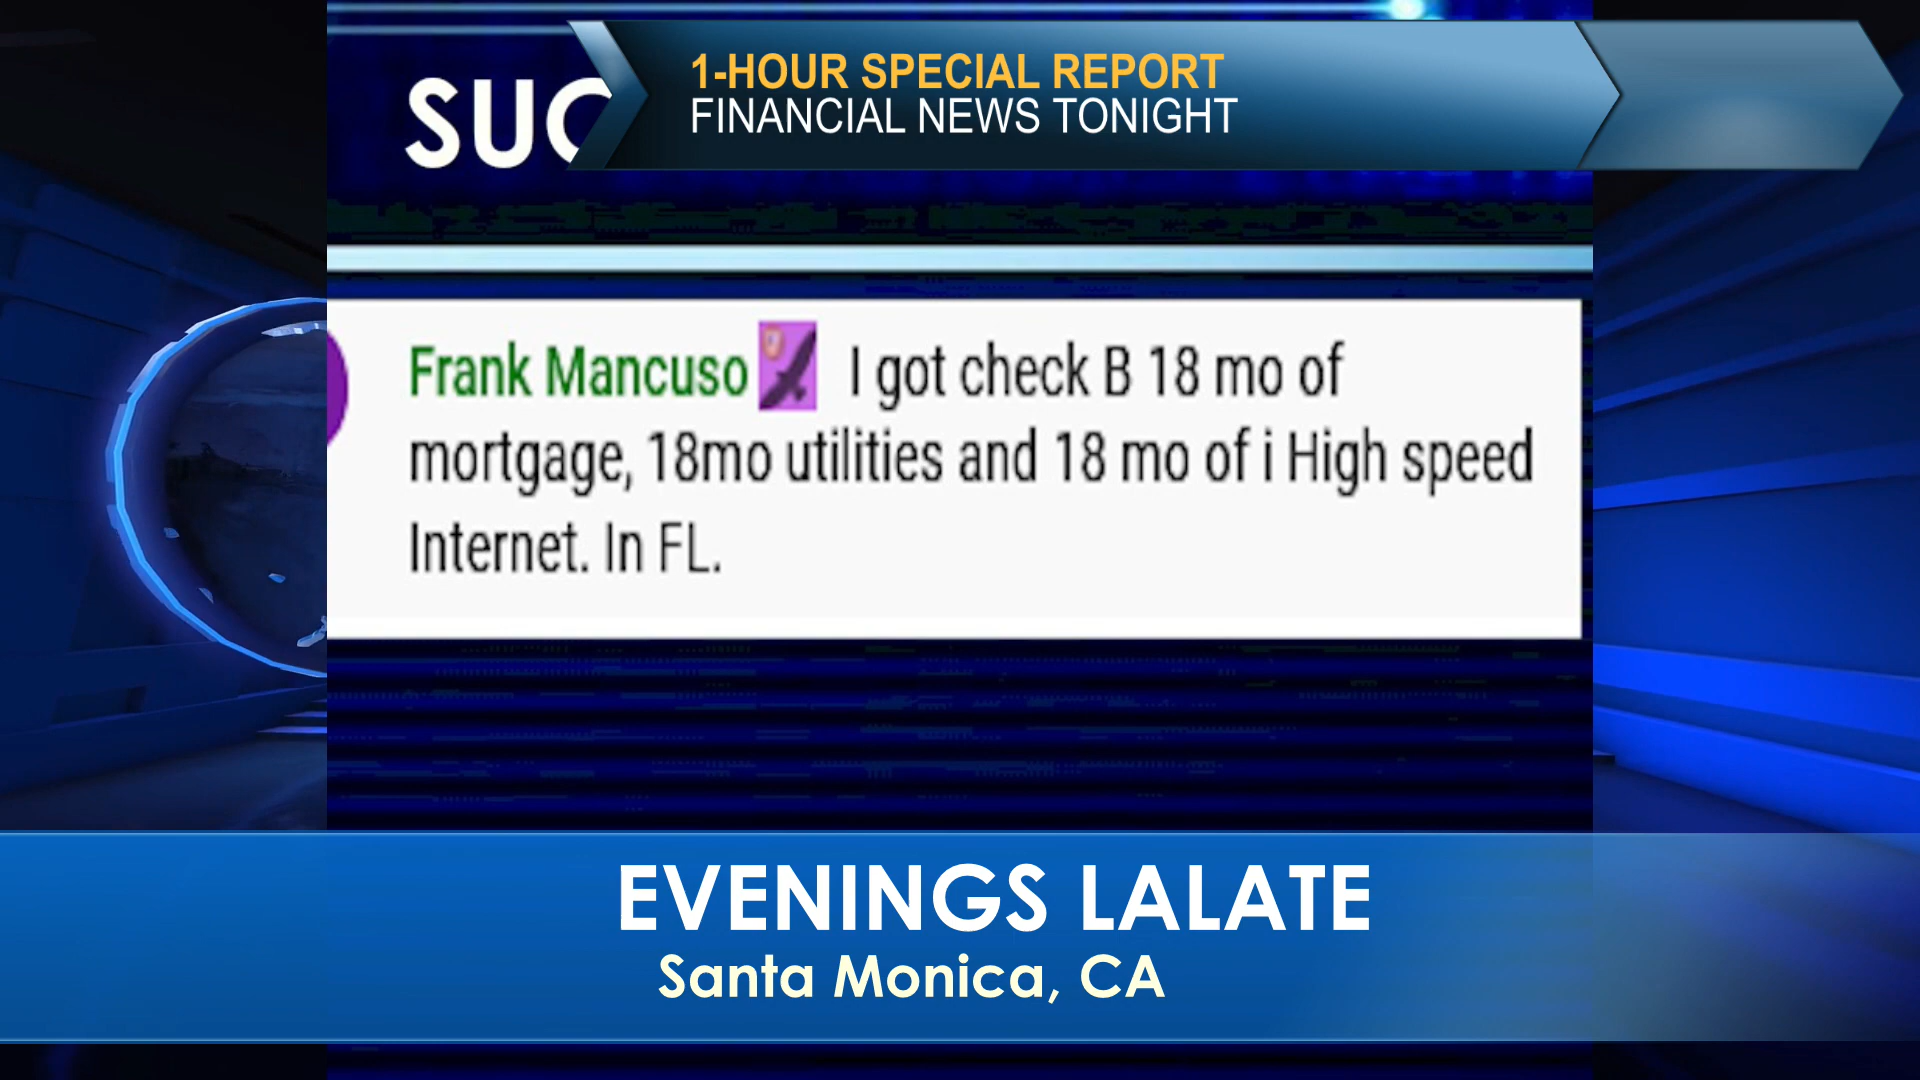 1-HOUR SPECIAL REPORT
FINANCIAL NEWS TONIGHT
Frank Mancuso I got check B 18 mo of
mortgage, 18mo utilities and 18 mo of i High speed
Internet. In FL.
EVENINGS LALATE
Santa Monica, CA